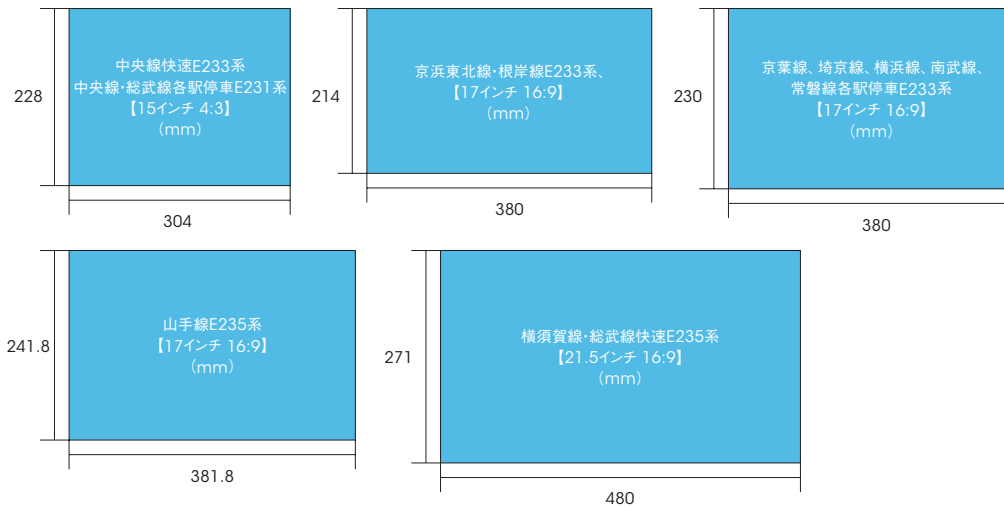 228
中央線快速E233系
中央線・総武線各駅停車E231系
【15インチ 4:3】
（mm）
304
214
京浜東北線・根岸線E233系、
【17インチ 16:9】
（mm）
380
230
京葉線、埼京線、横浜線、南武線、
常磐線各駅停車E233系
【17インチ 16:9】
（mm）
380
241.8
山手線E235系
【17インチ 16:9】
（mm）
381.8
271
横須賀線・総武線快速E235系
【21.5インチ 16:9】
（mm）
480